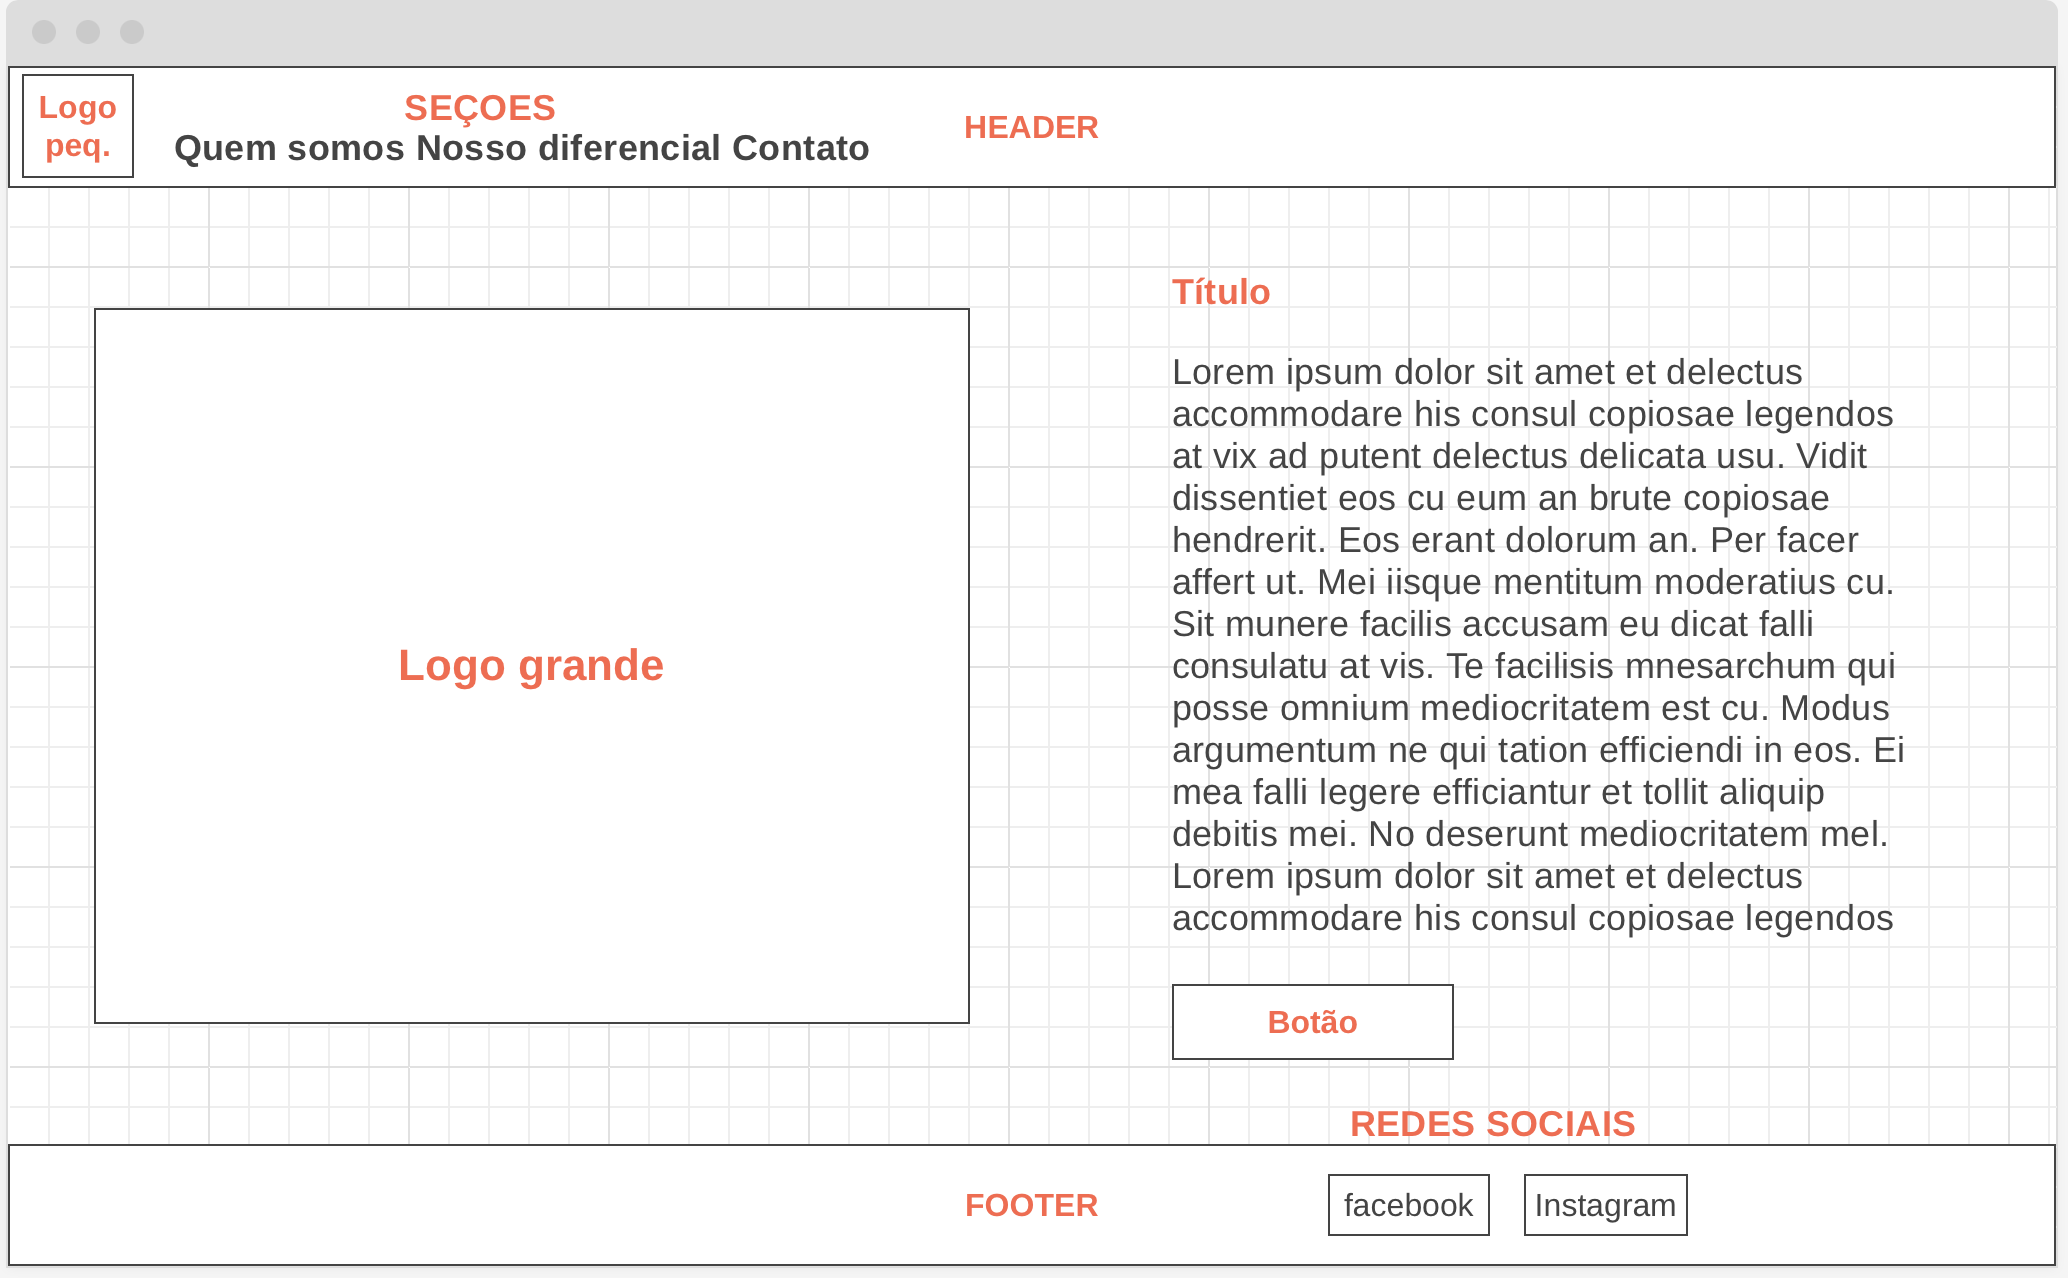 Logo
peq.
SEÇOES
Quem somos Nosso diferencial Contato
HEADER
Logo grande
Título
Lorem ipsum dolor sit amet et delectus
accommodare his consul copiosae legendos
at vix ad putent delectus delicata usu. Vidit
dissentiet eos cu eum an brute copiosae
hendrerit. Eos erant dolorum an. Per facer
affert ut. Mei iisque mentitum moderatius cu.
Sit munere facilis accusam eu dicat falli
consulatu at vis. Te facilisis mnesarchum qui
posse omnium mediocritatem est cu. Modus
argumentum ne qui tation efficiendi in eos. Ei
mea falli legere efficiantur et tollit aliquip
debitis mei. No deserunt mediocritatem mel.
Lorem ipsum dolor sit amet et delectus
accommodare his consul copiosae legendos
Botão
REDES SOCIAIS
FOOTER
facebook
Instagram